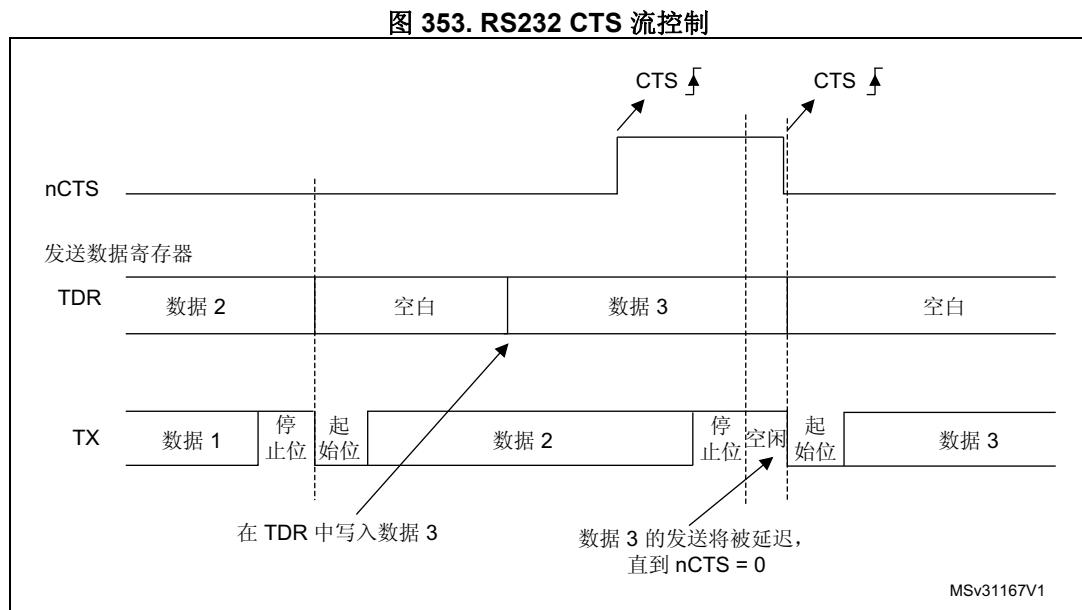 图 353. RS232 CTS 流控制
CTS CTS
nCTS
发送数据寄存器
TDR 数据 2 空白 数据 3 空白
TX 数据 1 停止位 起始位 数据 2 停止位 空闲 起始位 数据 3
在 TDR 中写入数据 3
数据 3 的发送将被延迟，
直到 nCTS = 0
MSv31167V1